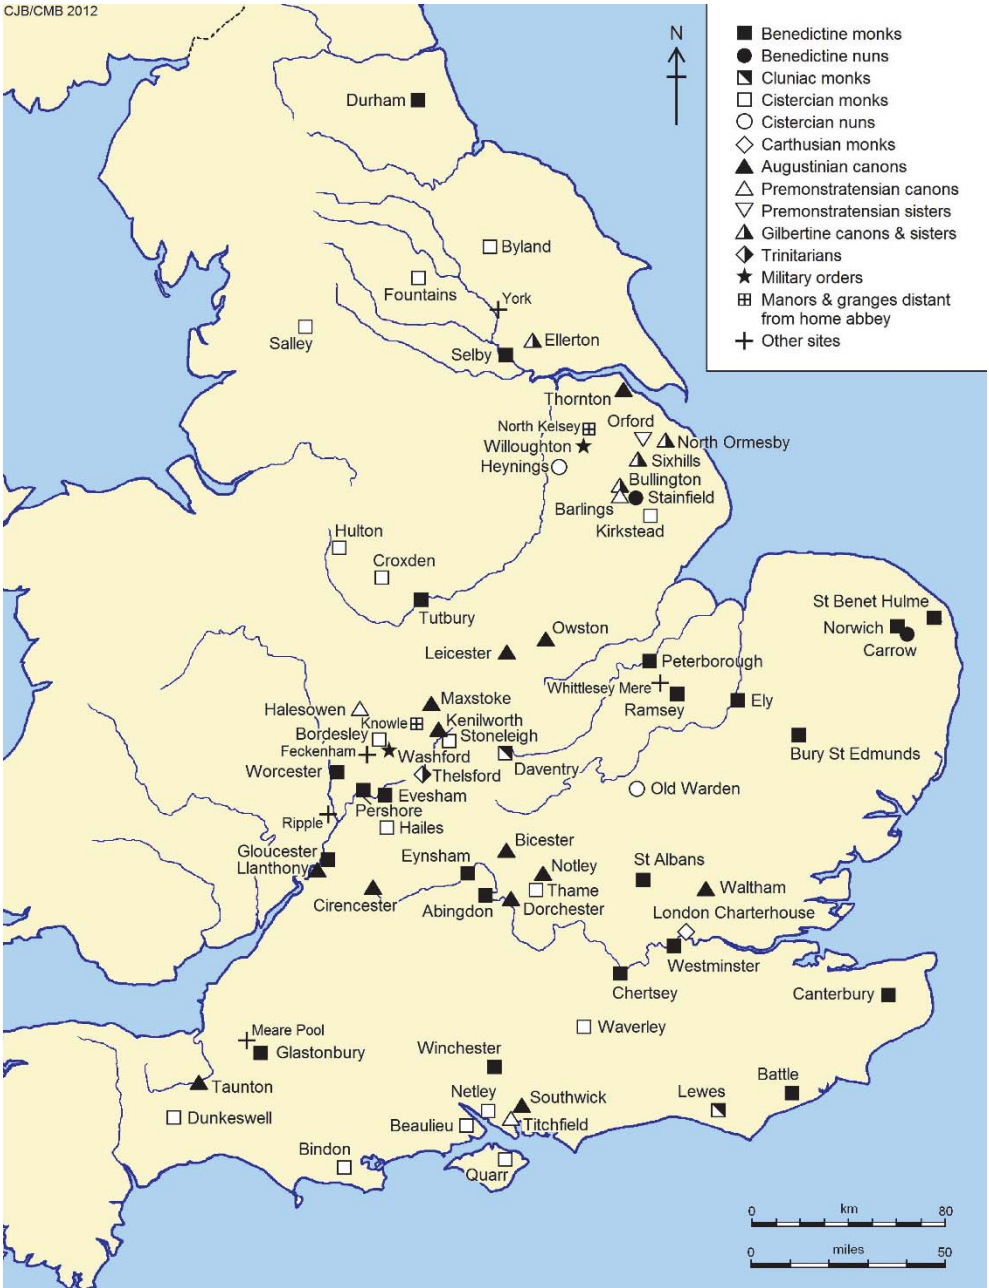 CJB/CMB 2012
N
Benedictine monks
Benedictine nuns
Cluniac monks
Cistercian monks
Cistercian nuns
Carthusian monks
Augustinian canons
Premonstratensian canons
Premonstratensian sisters
Gilbertine canons & sisters
Trinitarians
Military orders
Manors & granges distant
from home abbey
Other sites
Durham
Byland
Fountains
York
Salley
Ellerton
Selby
Thornton
North Kelsey
Orford
Willoughton
North Ormesby
Heynings
Sixhills
Bullington
Stainfield
Barlings
Kirkstead
Hulton
Croxden
Tutbury
St Benet Hulme
Norwich
Carrow
Owston
Leicester
Peterborough
Whittlesey Mere
Ramsey
Ely
Maxstoke
Halesowen
Knowle
Kenilworth
Bordesley
Stoneleigh
Feckenham
Washford
Daventry
Bury St Edmunds
Worcester
Thelsford
Old Warden
Evesham
Pershore
Ripple
Hailes
Gloucester
Llanthony
Bicester
Eynsham
Notley
St Albans
Thame
Waltham
Cirencester
Abingdon
Dorchester
London Charterhouse
Westminster
Chertsey
Canterbury
Waverley
Meare Pool
Glastonbury
Winchester
Taunton
Battle
Netley
Southwick
Lewes
Dunkeswell
Beaulieu
Titchfield
Bindon
Quarr
0 km 80
0 miles 50